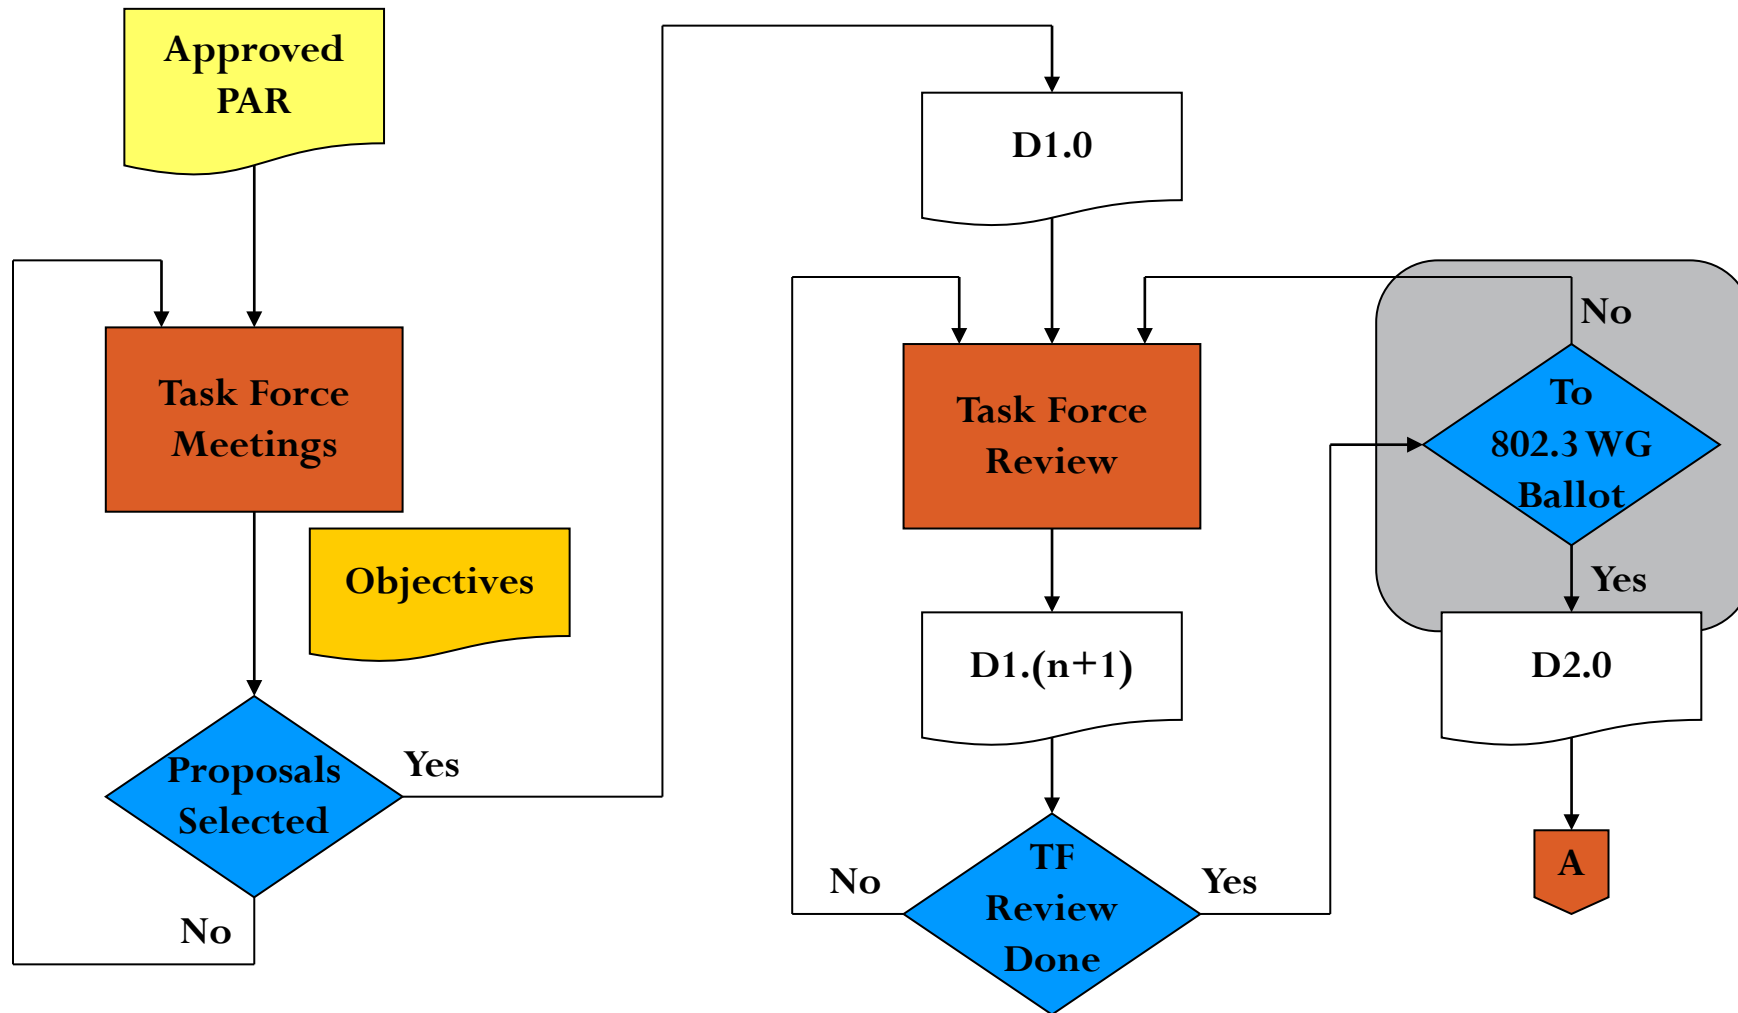 Approved
PAR
Task Force
Meetings
Objectives
Proposals
Selected
Yes
No
D1.0
Task Force
Review
D1.(n+1)
TF
Review
Done
No
Yes
To
802.3 WG
Ballot
No
Yes
D2.0
A